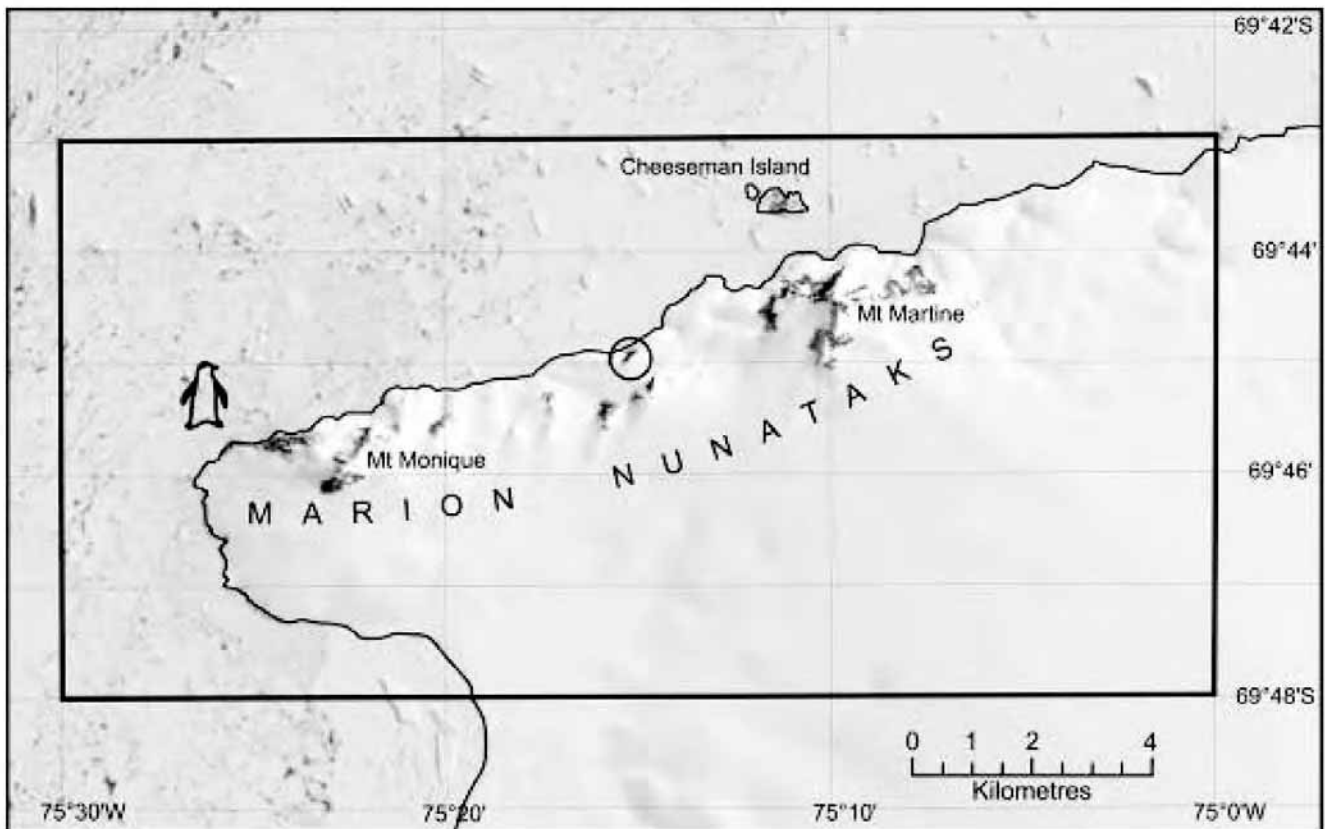 69°42'S
Cheeseman Island
69°44'
Mt Martine
Mt Monique
69°46'
MARION NUNATAKS
69°48'S
0 1 2 4
Kilometres
75°30'W 75°20' 75°10' 75°0'W